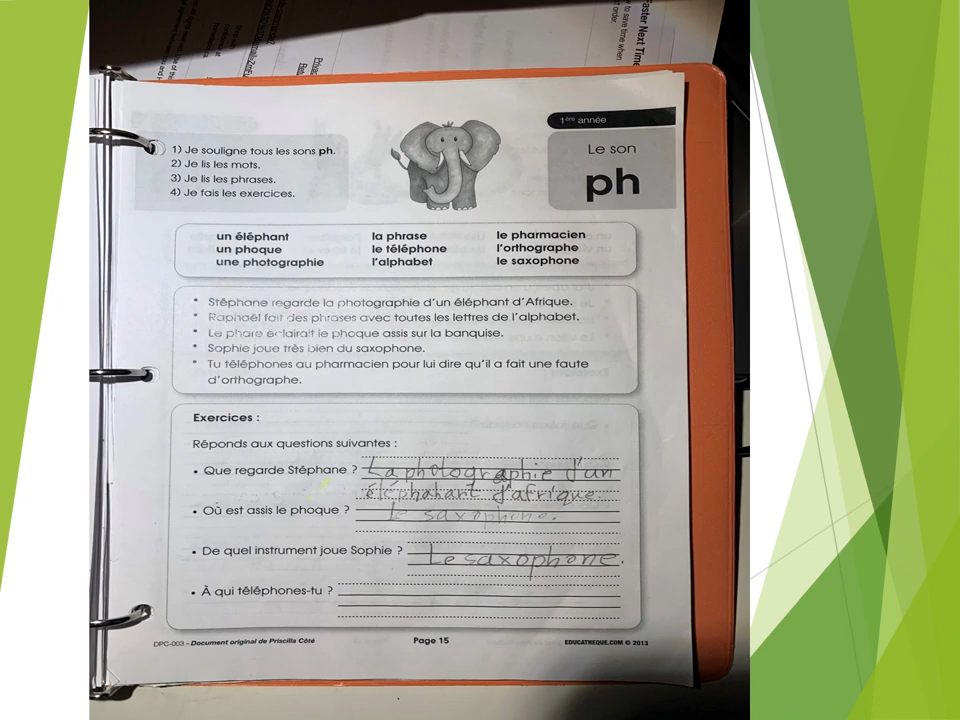 Faster Next Time
1ère année
1) Je souligne tous les sons ph.
2) Je lis les mots.
3) Je lis les phrases.
4) Je fais les exercices.
Le son
ph
un éléphant
un phoque
une photographie
la phrase
le téléphone
l'alphabet
le pharmacien
l'orthographe
le saxophone
* Stéphane regarde la photographie d'un éléphant d'Afrique.
* Raphaël fait des phrases avec toutes les lettres de l'alphabet.
* Le phare éclairait le phoque assis sur la banquise.
* Sophie joue très bien du saxophone.
* Tu téléphones au pharmacien pour lui dire qu'il a fait une faute
d'orthographe.
Exercices :
Réponds aux questions suivantes :
• Que regarde Stéphane ? La photographie d'un
éléphahant d'afrique
• Où est assis le phoque ? le saxophone.
• De quel instrument joue Sophie ? Le saxophone.
• À qui téléphones-tu ?
DPC-003 - Document original de Priscilla Côté
Page 15
EDUCATHEQUE.COM © 2013